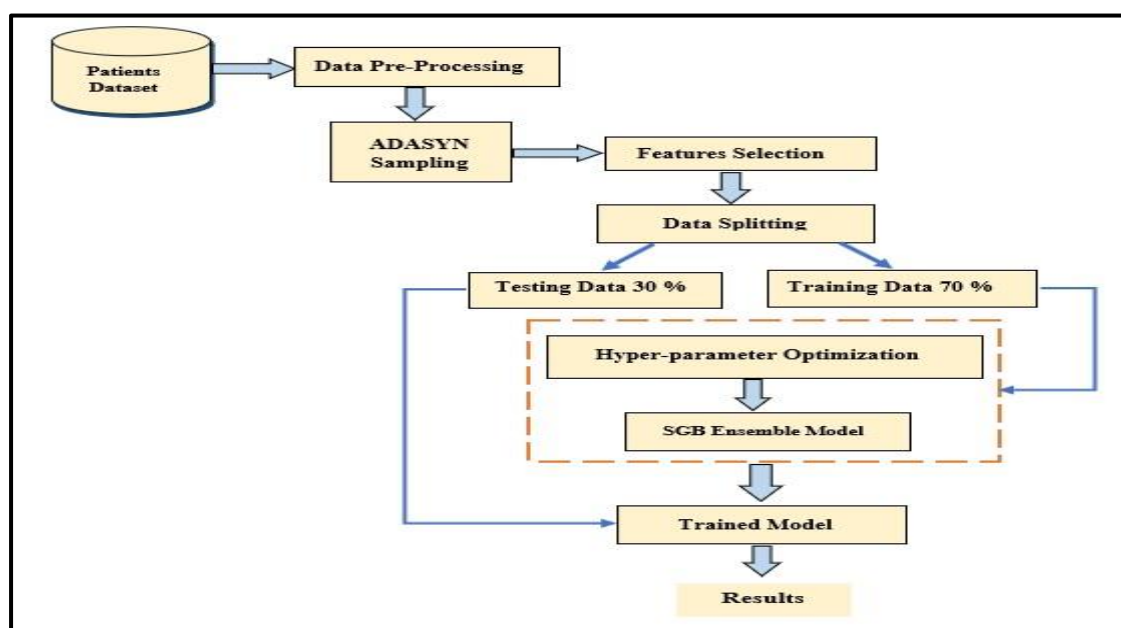 Patients
Dataset
Data Pre-Processing
ADASYN
Sampling
Features Selection
Data Splitting
Testing Data 30 %
Training Data 70 %
Hyper-parameter Optimization
SGB Ensemble Model
Trained Model
Results